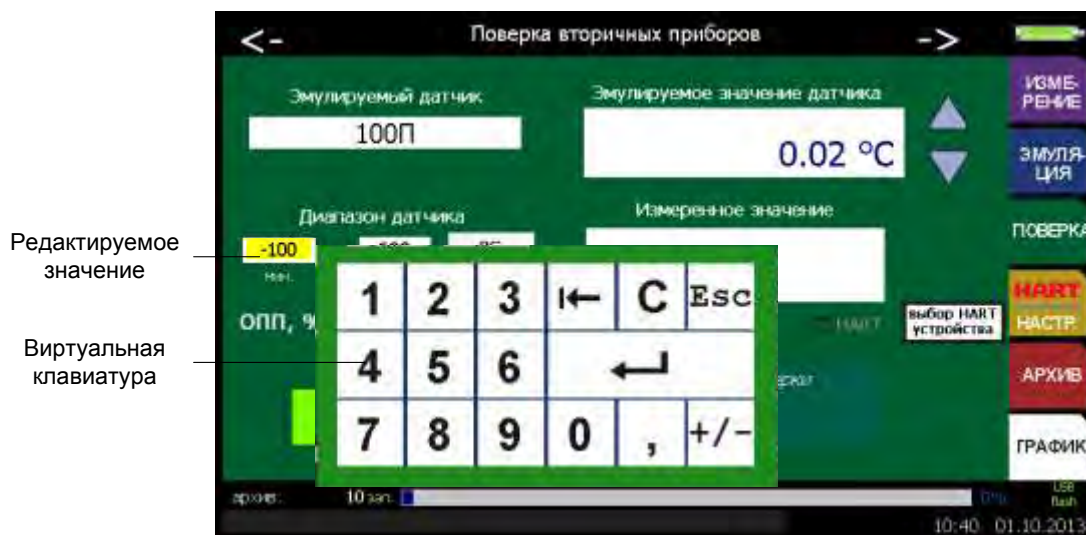 <- Поверка вторичных приборов ->
Эмулируемый датчик
100П
Эмулируемое значение датчика
0.02 °C
Диапазон датчика
-100
мин.
Измеренное значение
ОПП, %
HART
выбор HART
устройства
1 2 3 C Esc
4 5 6
7 8 9 0 , +/-
ИЗМЕ-
РЕНИЕ
ЭМУЛЯ-
ЦИЯ
ПОВЕРКА
HART
НАСТР.
АРХИВ
ГРАФИК
архив: 10 зап. 0%
USB
flash
10:40 01.10.2013
Редактируемое
значение
Виртуальная
клавиатура